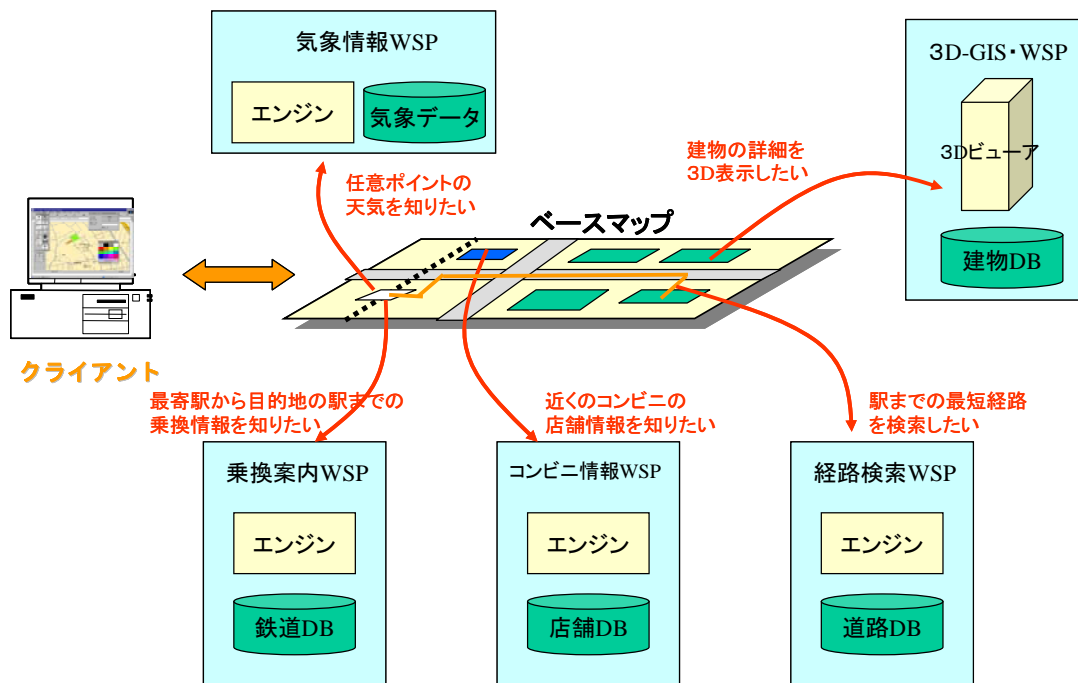 気象情報WSP
エンジン
気象データ
3D-GIS・WSP
3Dビューア
建物DB
建物の詳細を
3D表示したい
任意ポイントの
天気を知りたい
ベースマップ
クライアント
最寄駅から目的地の駅までの
乗換情報を知りたい
近くのコンビニの
店舗情報を知りたい
駅までの最短経路
を検索したい
乗換案内WSP
エンジン
鉄道DB
コンビニ情報WSP
エンジン
店舗DB
経路検索WSP
エンジン
道路DB